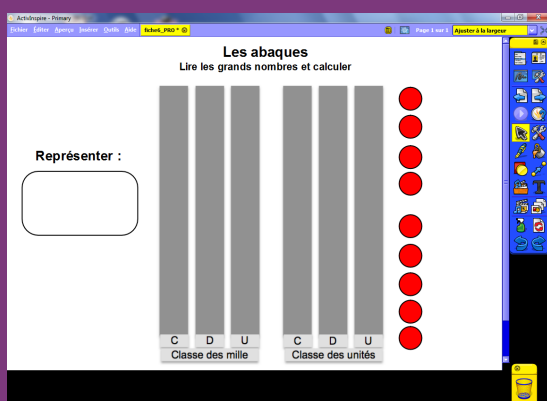 ActivInspire - Primary
Fichier Éditer Aperçu Insérer Outils Aide
fiche6_PRO *
Page 1 sur 1
Ajuster à la largeur
Les abaques
Lire les grands nombres et calculer
Représenter :
C D U C D U
Classe des mille Classe des unités